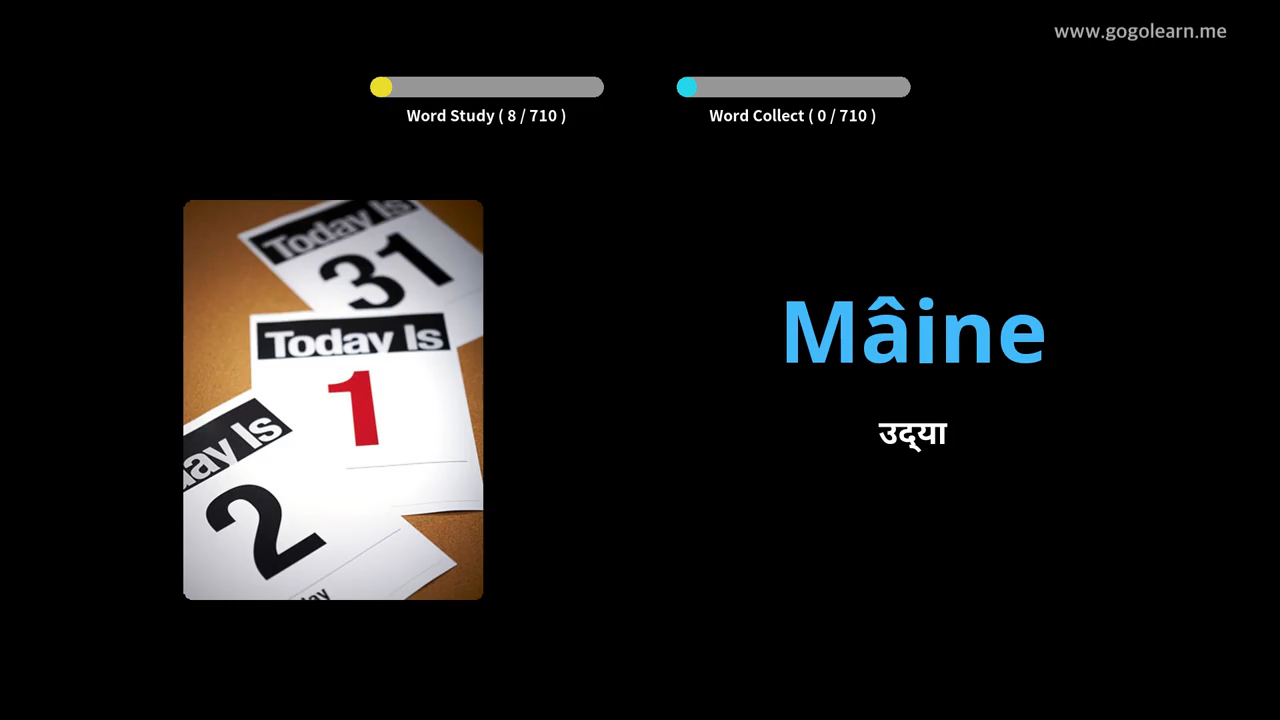 www.gogolearn.me
Word Study ( 8 / 710 )
Word Collect ( 0 / 710 )
Today Is
31
Today Is
1
ay Is
2
Mâine
उद्या